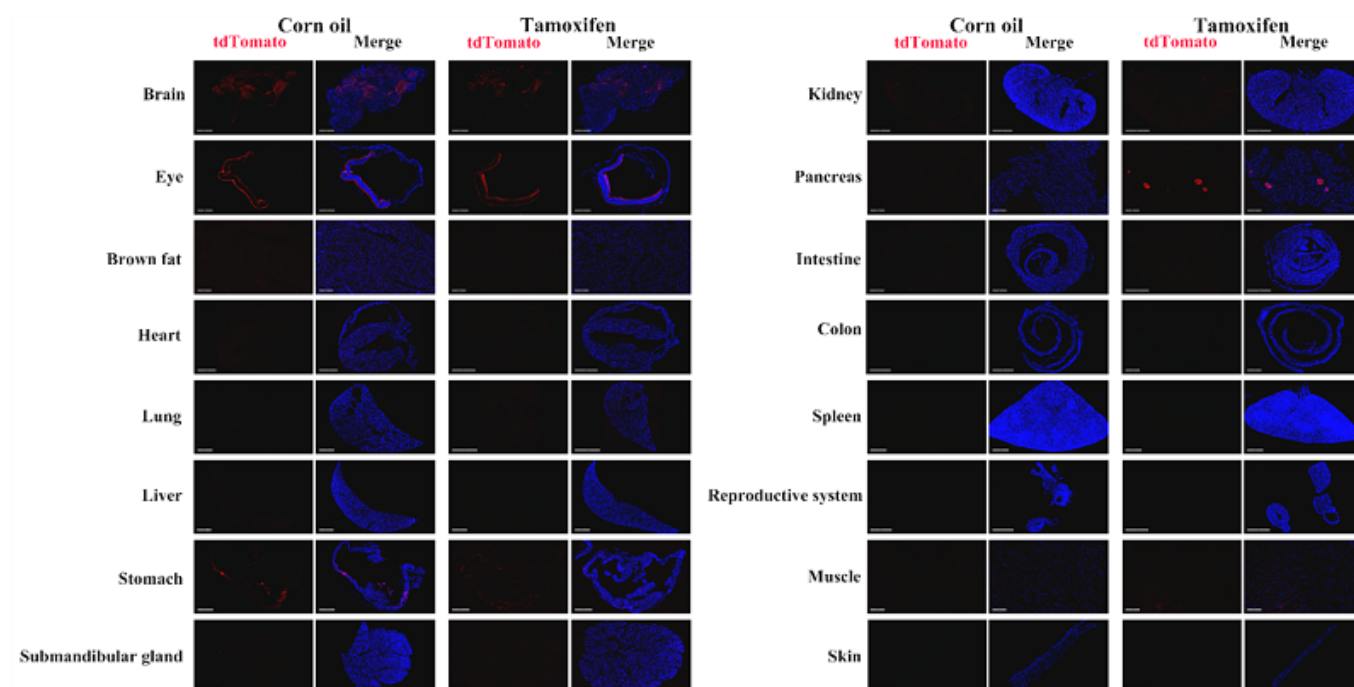 Corn oil Tamoxifen
tdTomato Merge tdTomato Merge
Brain
Eye
Brown fat
Heart
Lung
Liver
Stomach
Submandibular gland
Corn oil Tamoxifen
tdTomato Merge tdTomato Merge
Kidney
Pancreas
Intestine
Colon
Spleen
Reproductive system
Muscle
Skin